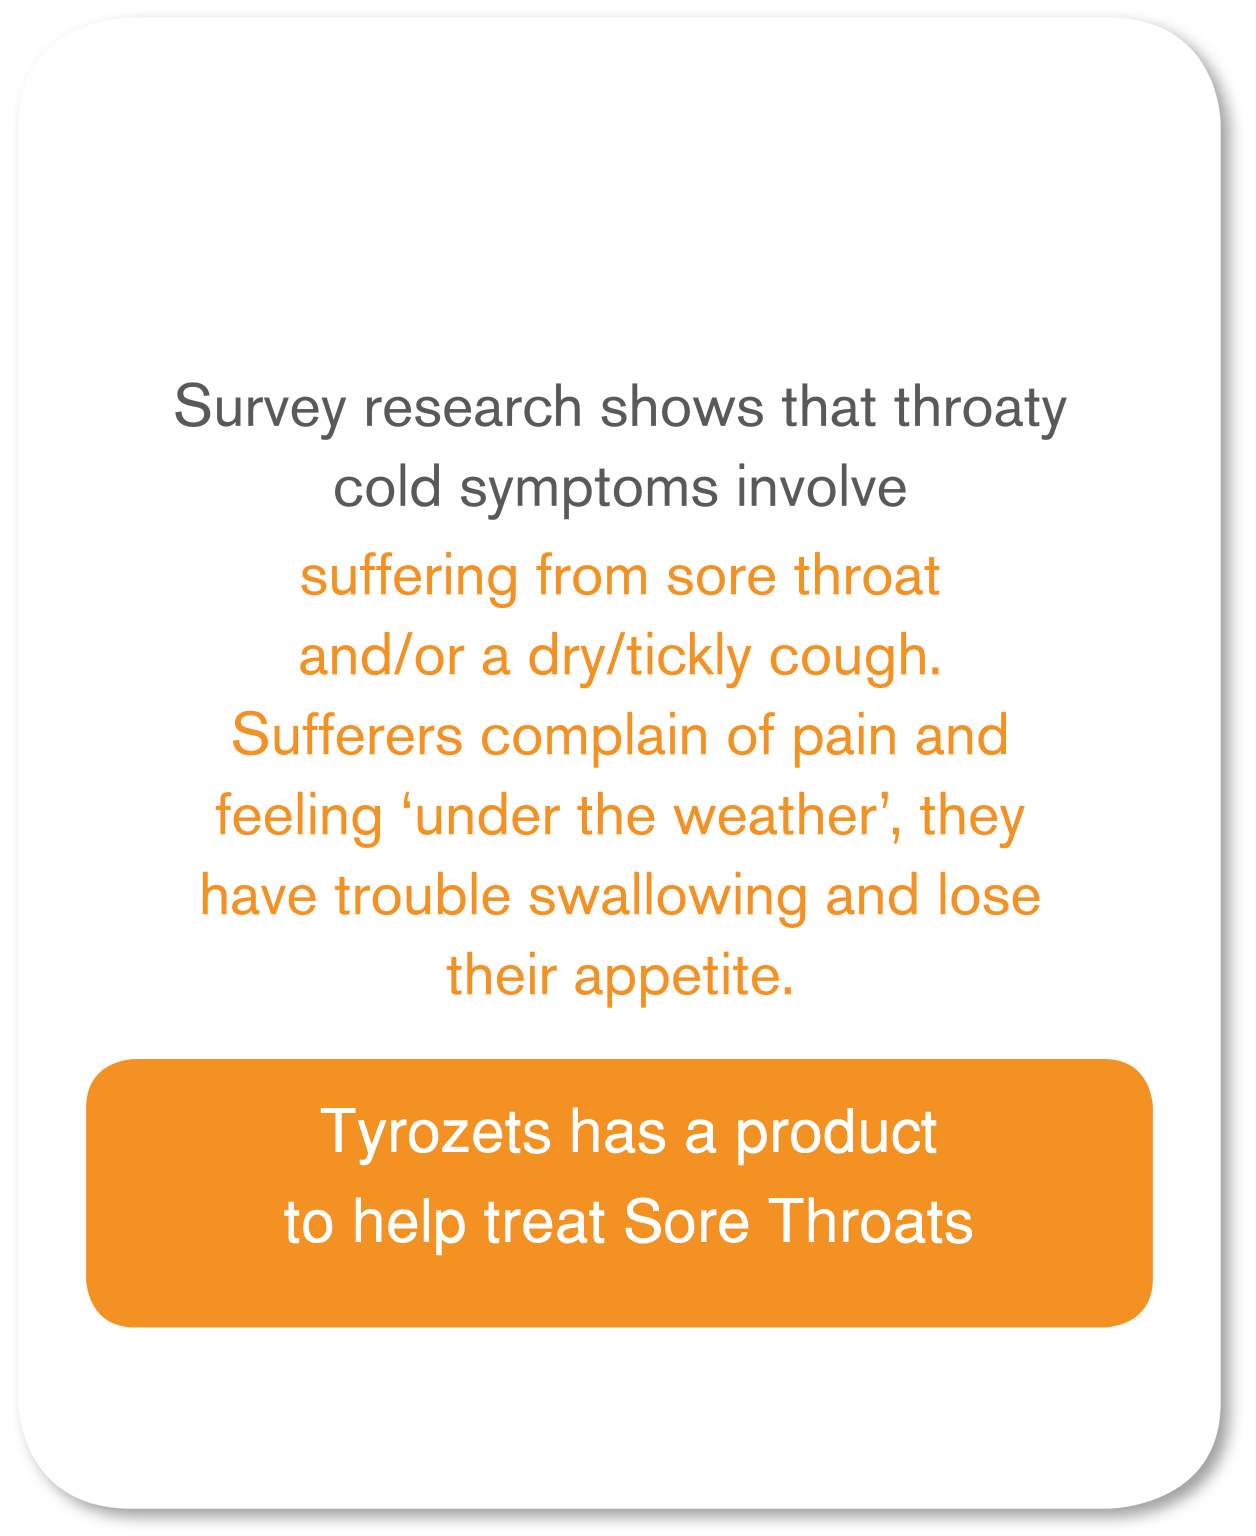 Survey research shows that throaty
cold symptoms involve
suffering from sore throat
and/or a dry/tickly cough.
Sufferers complain of pain and
feeling ‘under the weather’, they
have trouble swallowing and lose
their appetite.
Tyrozets has a product
to help treat Sore Throats